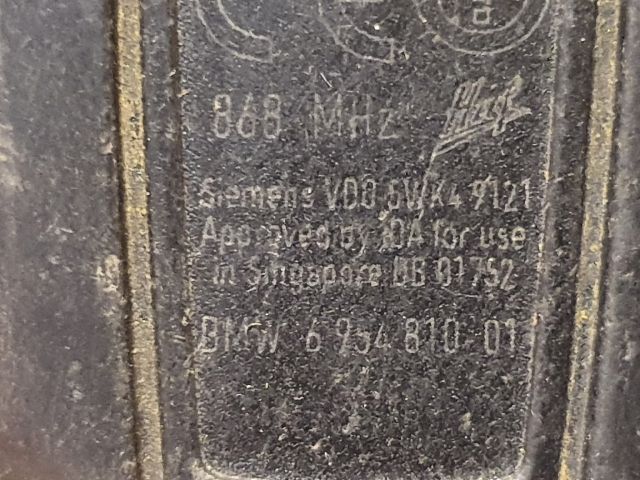 a
868 MHz
Siemens VDO 5WK4 9121
Approved by IDA for use
in Singapore DB 01752
BMW 6 954 810-01